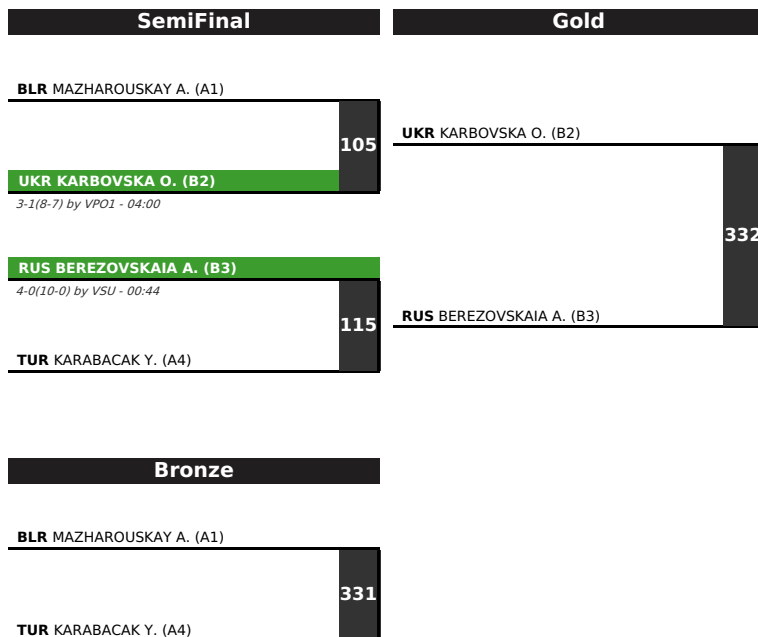 SemiFinal
BLR MAZHAROUSKAY A. (A1)
105
UKR KARBOVSKA O. (B2)
3-1(8-7) by VPO1 - 04:00
RUS BEREZOVSKAIA A. (B3)
4-0(10-0) by VSU - 00:44
115
TUR KARABACAK Y. (A4)
Gold
UKR KARBOVSKA O. (B2)
332
RUS BEREZOVSKAIA A. (B3)
Bronze
BLR MAZHAROUSKAY A. (A1)
331
TUR KARABACAK Y. (A4)